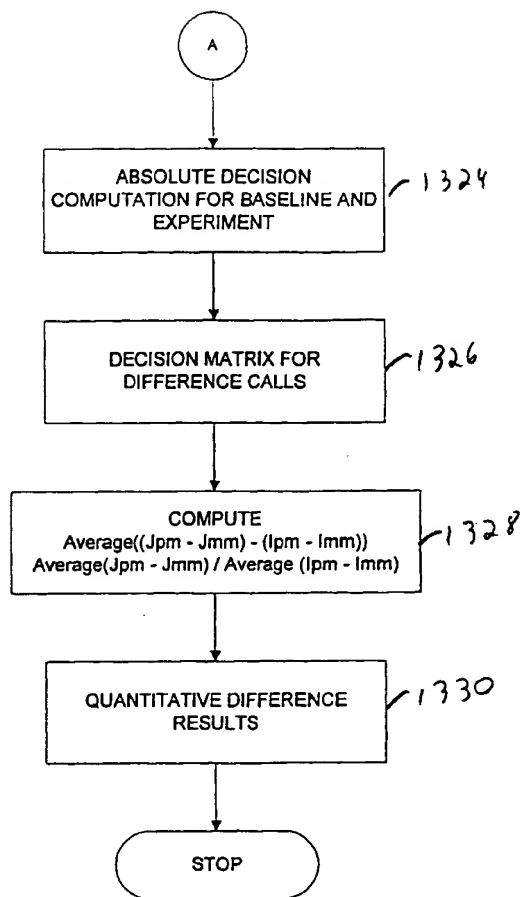 A
ABSOLUTE DECISION
COMPUTATION FOR BASELINE AND
EXPERIMENT
1324
DECISION MATRIX FOR
DIFFERENCE CALLS
1326
COMPUTE
Average((Jpm - Jmm) - (Ipm - Imm))
Average(Jpm - Jmm) / Average (Ipm - Imm)
1328
QUANTITATIVE DIFFERENCE
RESULTS
1330
STOP